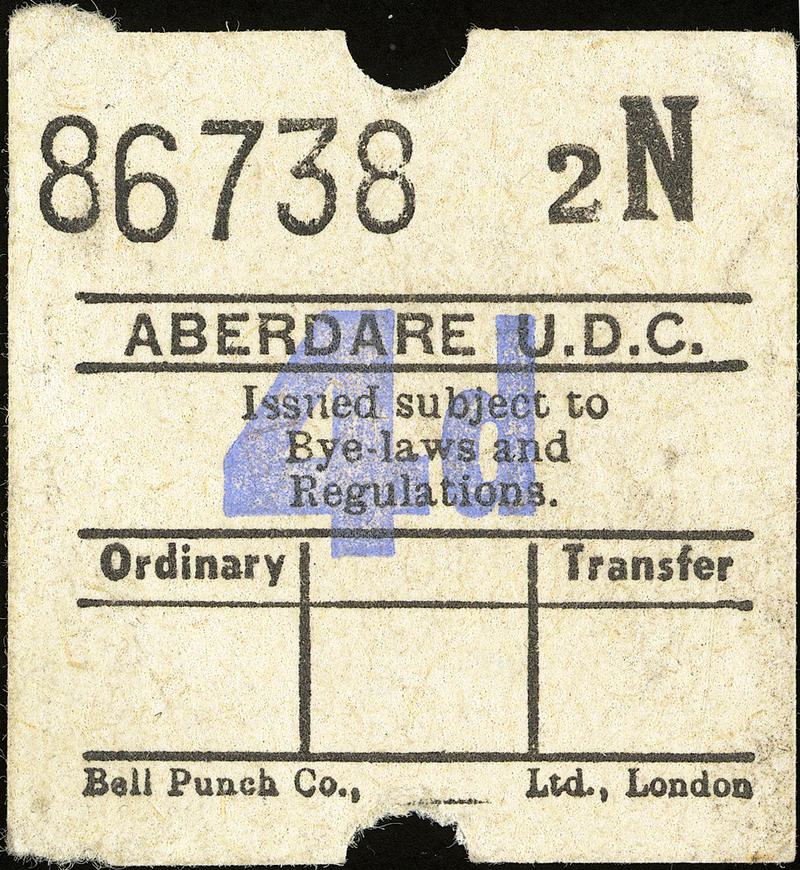 86738 2N
ABERDARE U.D.C.
4d
Issued subject to
Bye-laws and
Regulations.
Ordinary Transfer
Bell Punch Co., Ltd., London